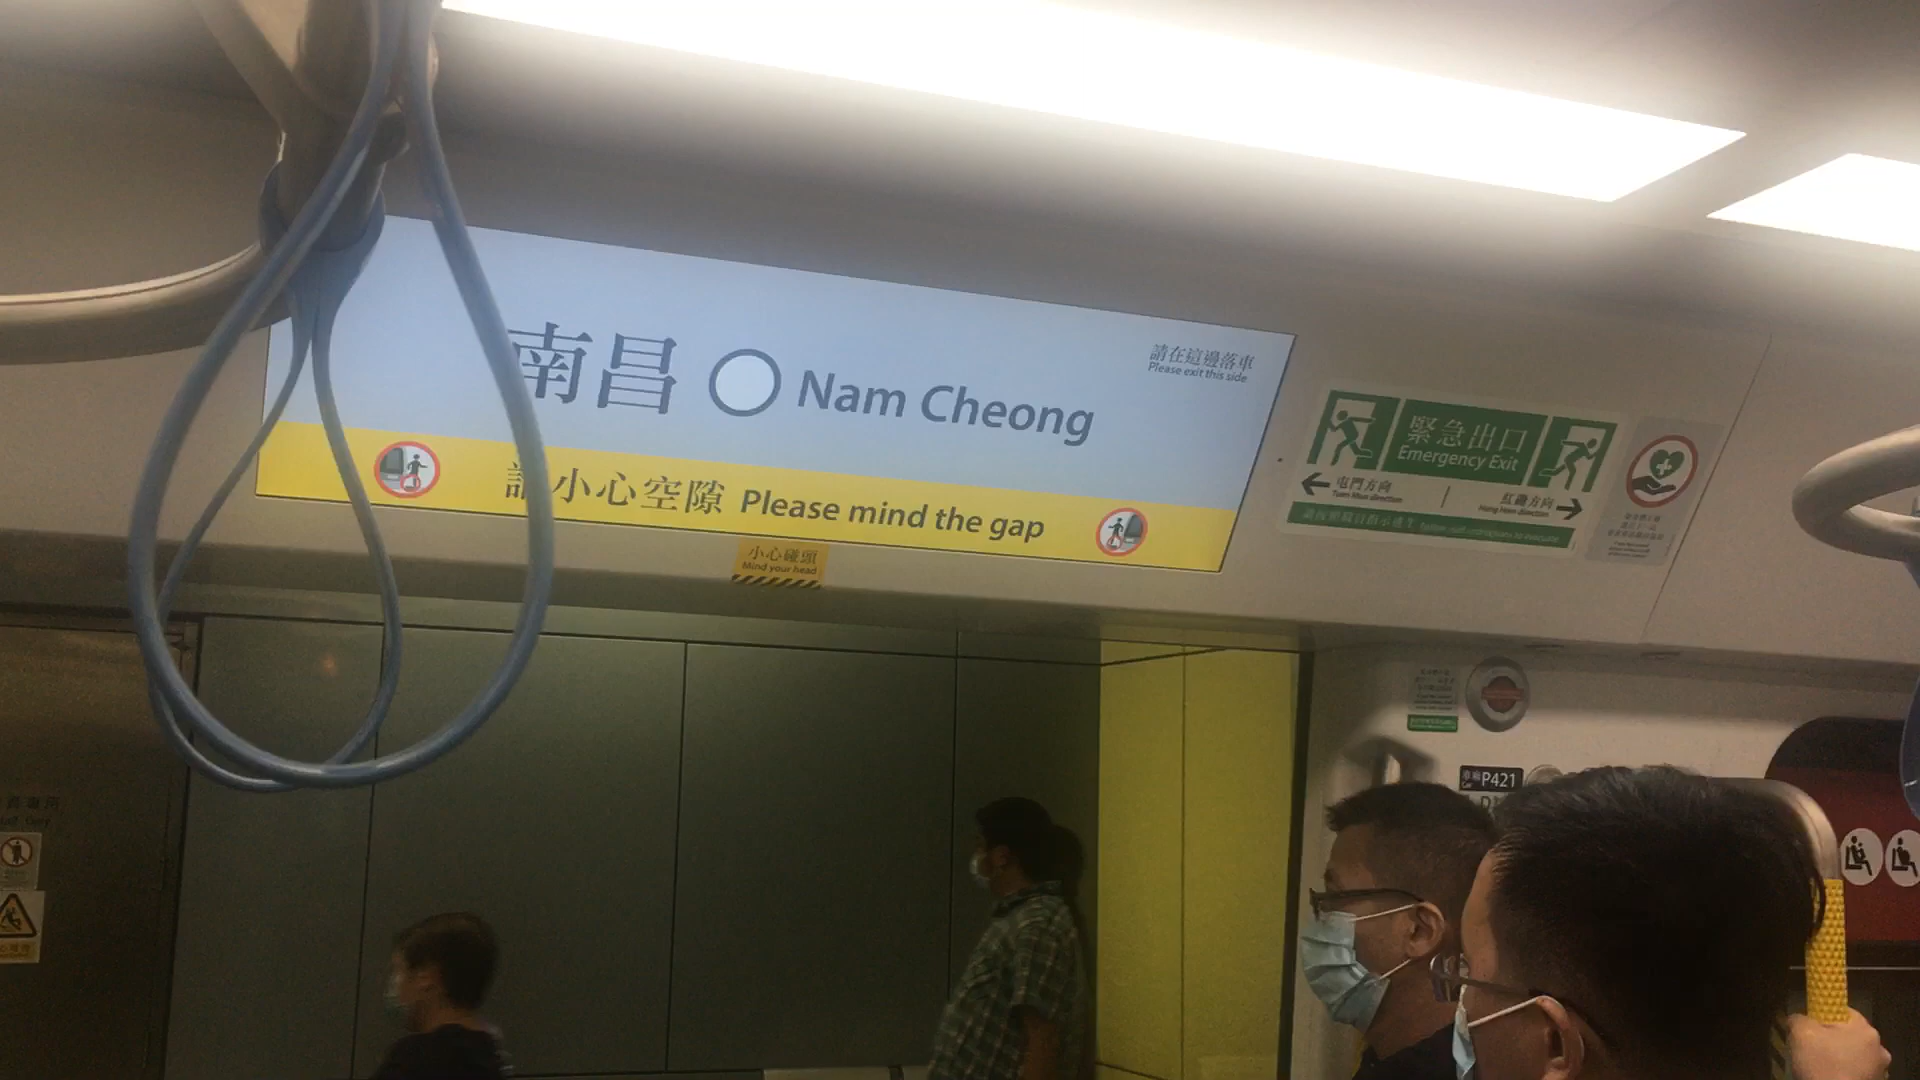 請在這邊落車
Please exit this side
南昌 Nam Cheong
小心空隙 Please mind the gap
小心碰頭
Mind your head
緊急出口
Emergency Exit
屯門方向
Tuen Mun direction
紅磡方向
Hung Hom direction
P421